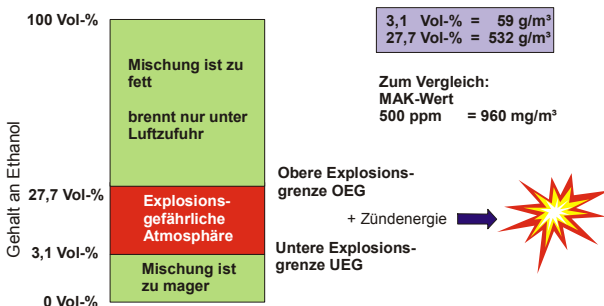 100 Vol-%
Mischung ist zu
fett
brennt nur unter
Luftzufuhr
27,7 Vol-%
Explosions-
gefährliche
Atmosphäre
3,1 Vol-%
Mischung ist
zu mager
0 Vol-%
Gehalt an Ethanol
3,1 Vol-% = 59 g/m³
27,7 Vol-% = 532 g/m³
Zum Vergleich:
MAK-Wert
500 ppm = 960 mg/m³
Obere Explosions-
grenze OEG
+ Zündenergie
Untere Explosions-
grenze UEG